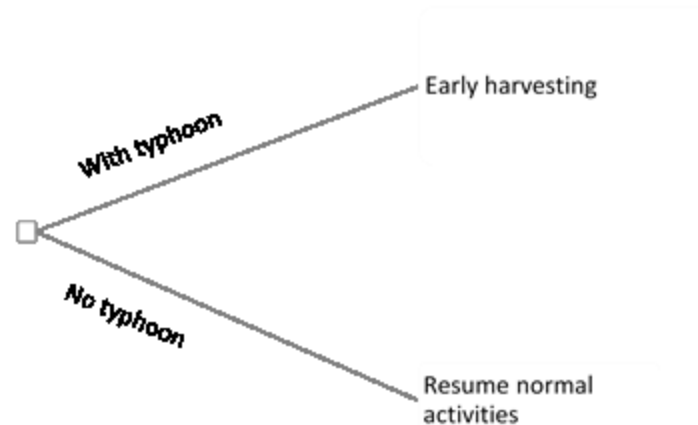 With typhoon
Early harvesting
No typhoon
Resume normal
activities